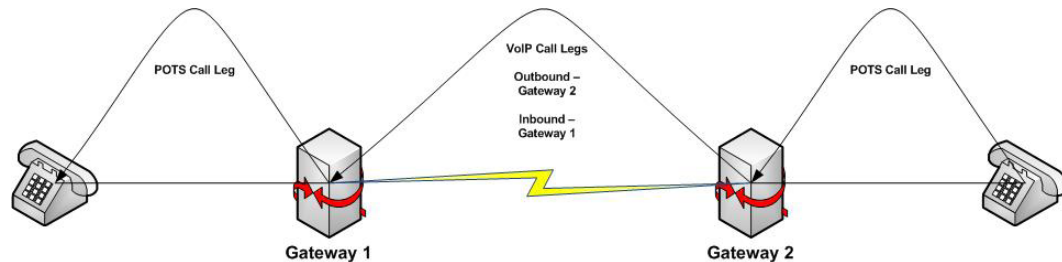 POTS Call Leg
VoIP Call Legs
Outbound –
Gateway 2
Inbound –
Gateway 1
POTS Call Leg
Gateway 1
Gateway 2